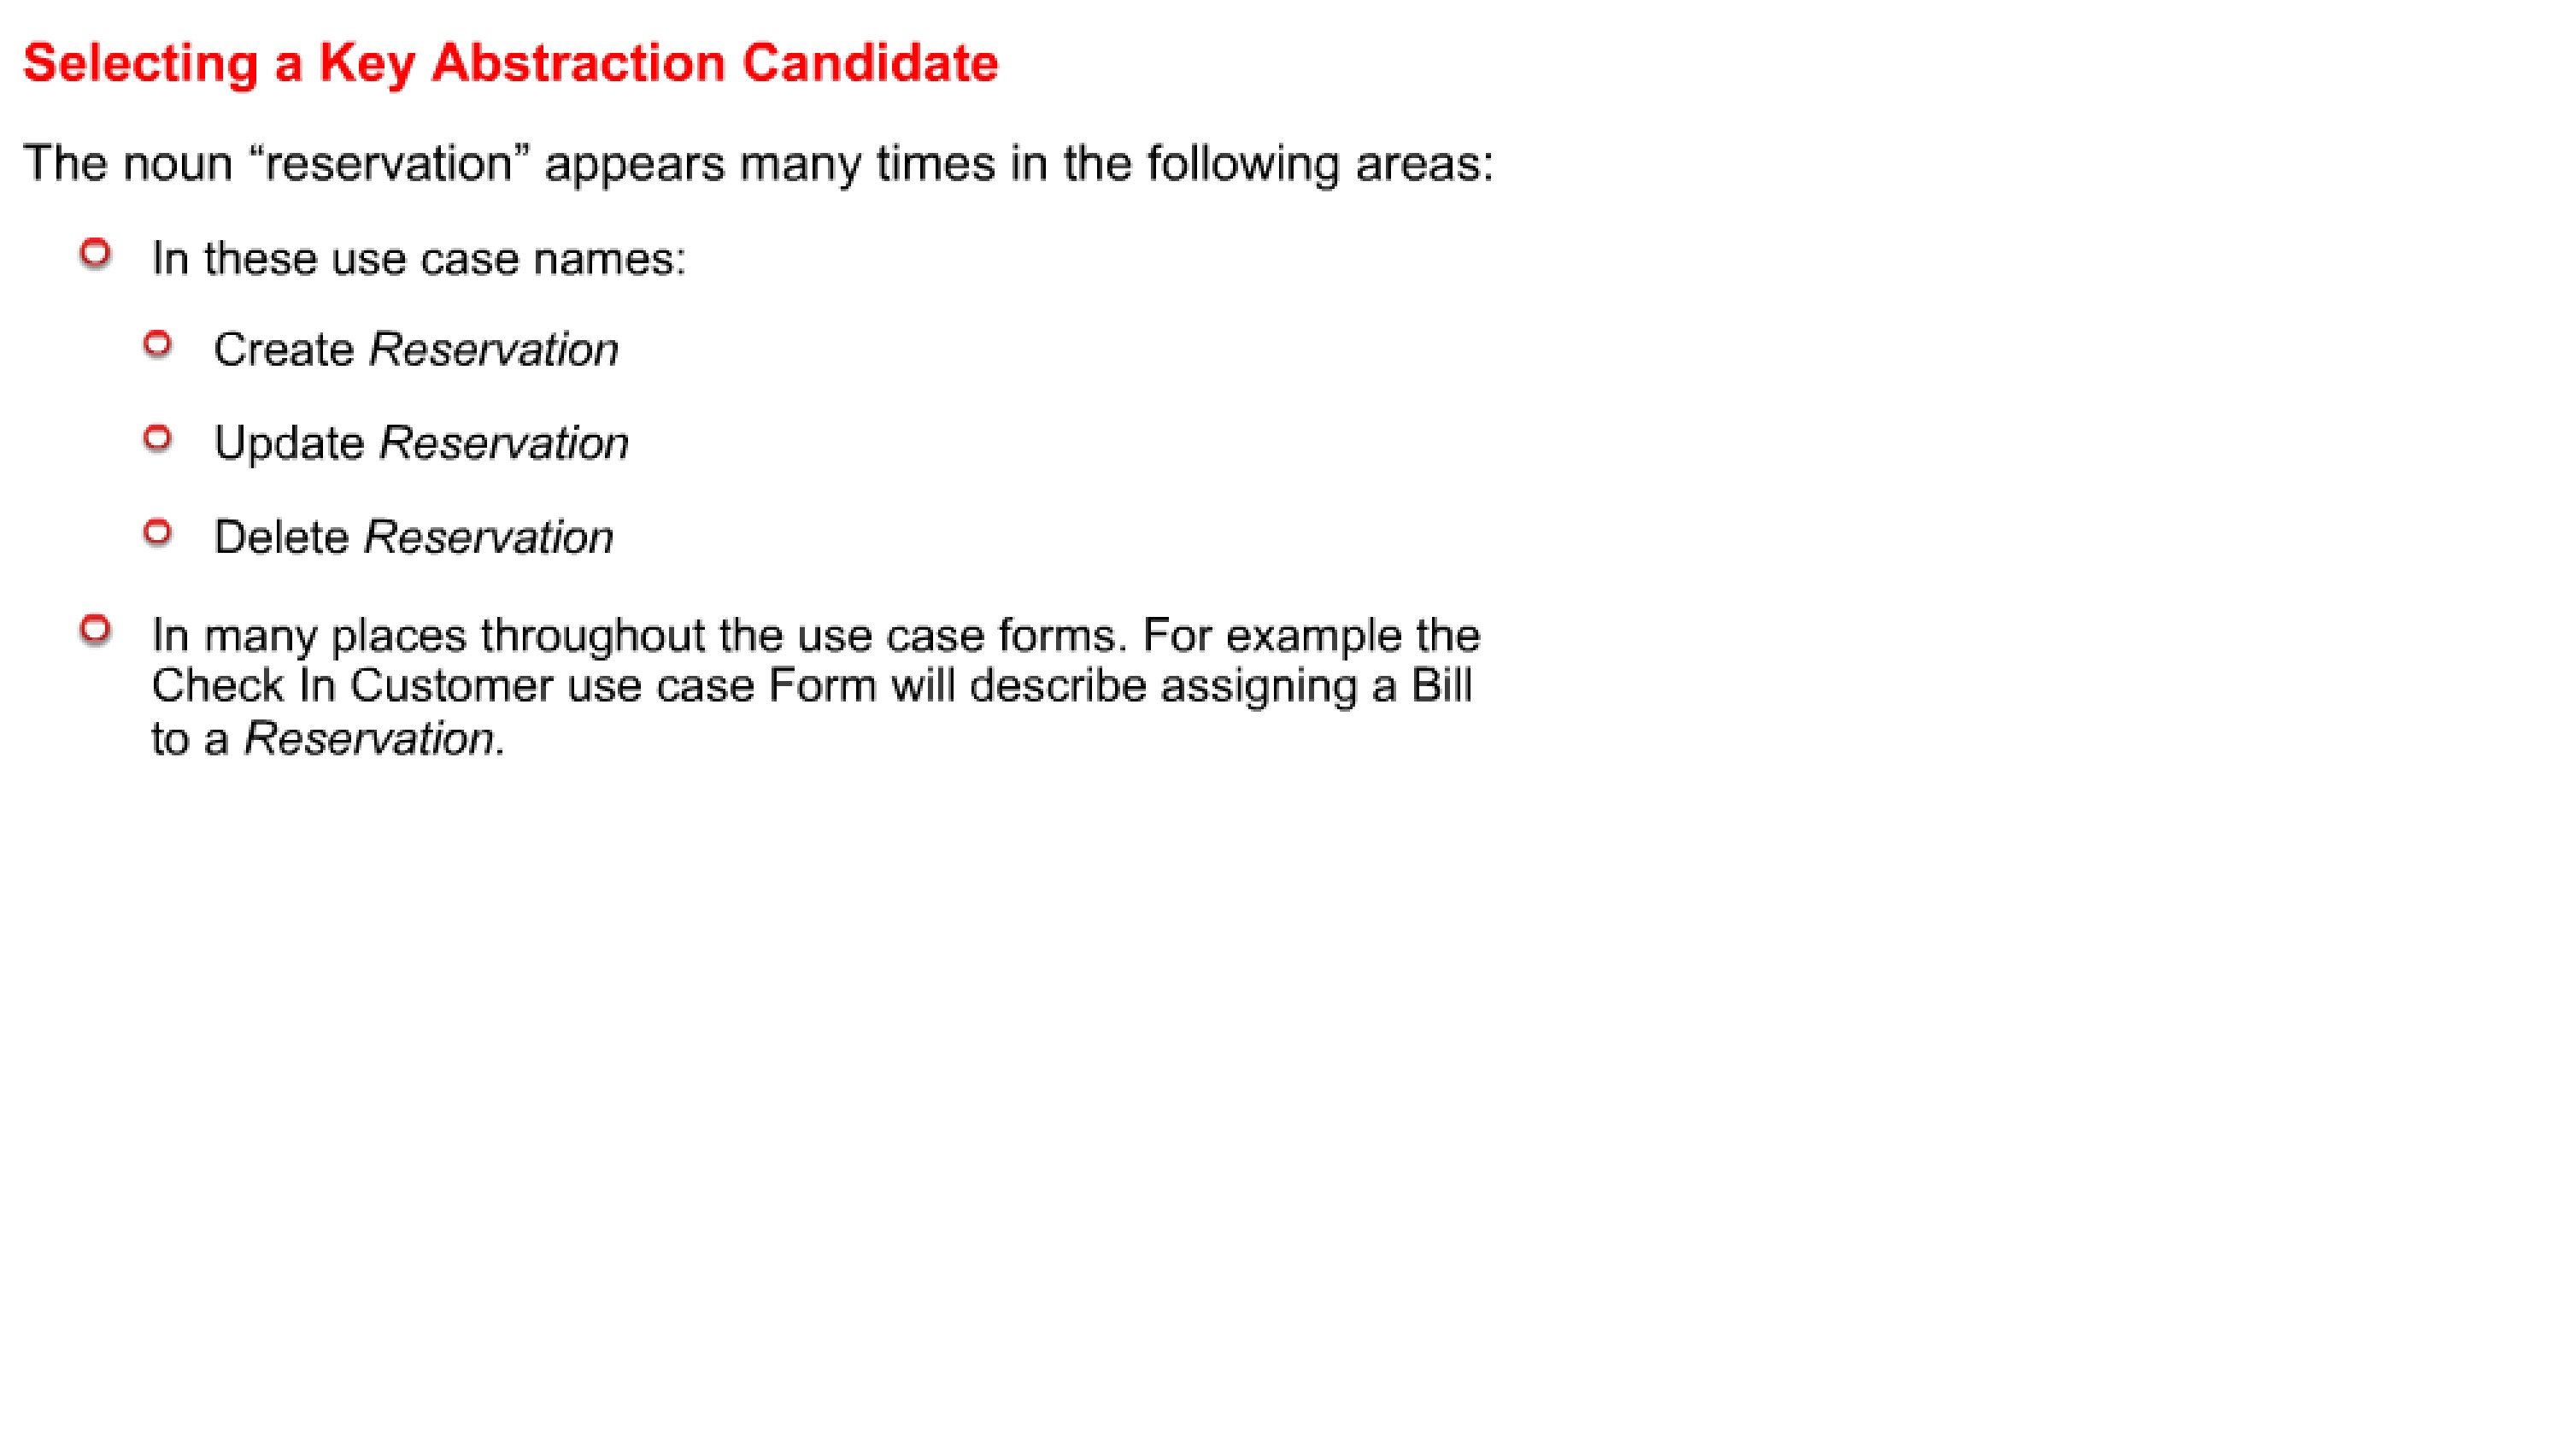 Selecting a Key Abstraction Candidate
The noun “reservation” appears many times in the following areas:
In these use case names:
Create Reservation
Update Reservation
Delete Reservation
In many places throughout the use case forms. For example the
Check In Customer use case Form will describe assigning a Bill
to a Reservation.